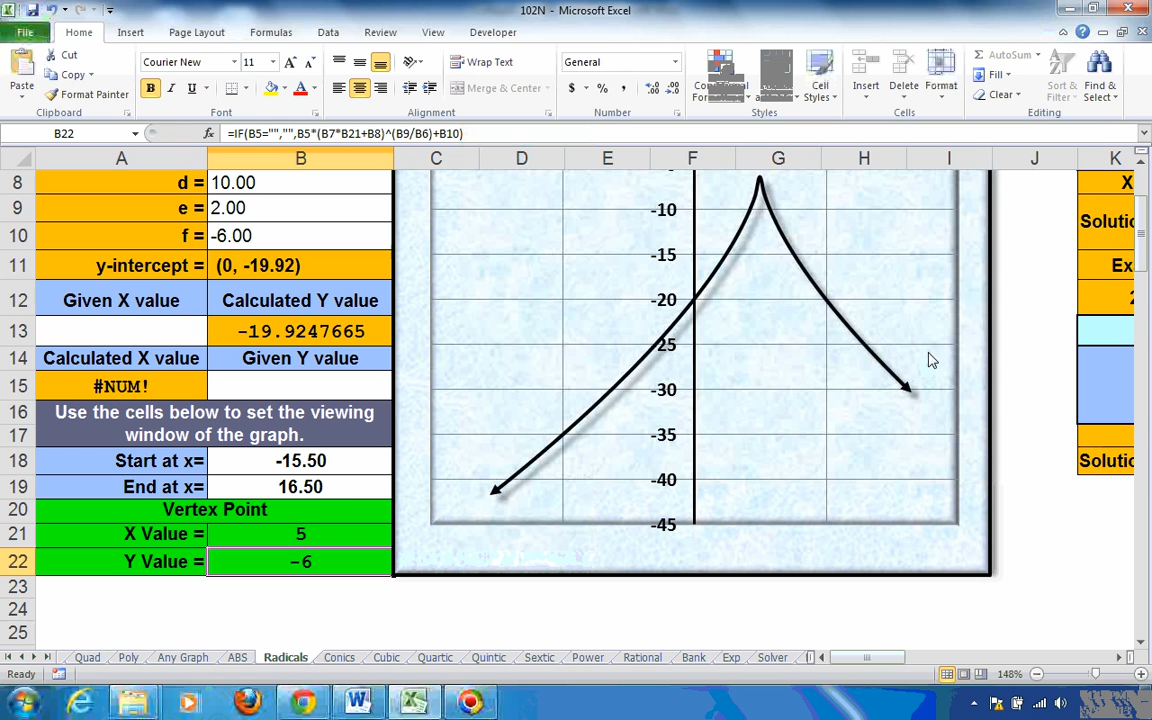 102N - Microsoft Excel
File Home Insert Page Layout Formulas Data Review View Developer
Cut
Copy
Format Painter
Paste
Courier New 11
B I U A
Wrap Text
Merge & Center
General
$ % ,
Conditional Formatting
Cell Styles
Insert Delete Format
AutoSum
Fill
Clear
Sort & Filter
Find & Select
Clipboard Font Alignment Number Styles Cells Editing
B22 fx =IF(B5="","",B5*(B7*B21+B8)^(B9/B6)+B10)
A B C D E F G H I J K
8 d = 10.00 X
9 e = 2.00 -10 Solutio
10 f = -6.00 -15
11 y-intercept = (0, -19.92) Ex
12 Given X value Calculated Y value -20 2
13 -19.9247665 25
14 Calculated X value Given Y value
15 #NUM! -30
16 Use the cells below to set the viewing
17 window of the graph. -35
18 Start at x= -15.50 Solutio
19 End at x= 16.50 -40
20 Vertex Point
21 X Value = 5 -45
22 Y Value = -6
23
24
25
Quad Poly Any Graph ABS Radicals Conics Cubic Quartic Quintic Sextic Power Rational Bank Exp Solver
Ready 148%